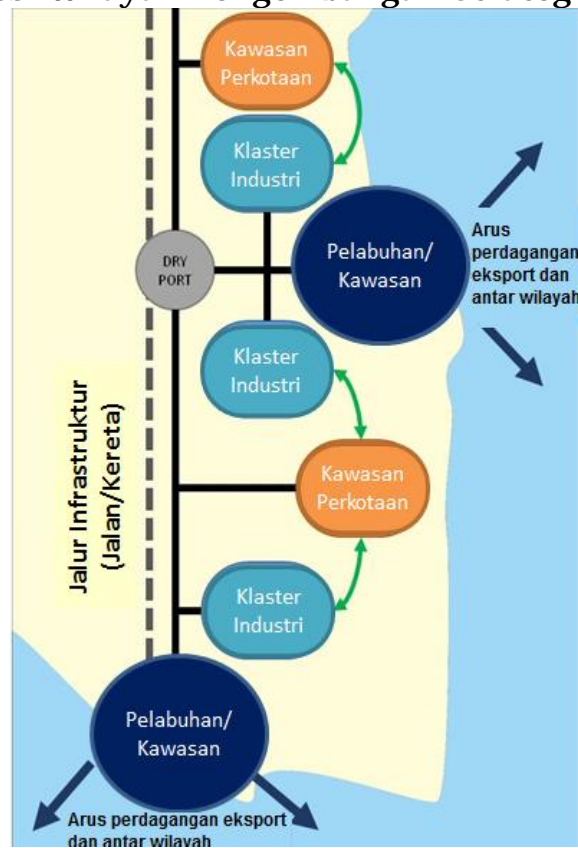 Kawasan
Perkotaan
Klaster
Industri
Pelabuhan/
Kawasan
Arus
perdagangan
eksport dan
antar wilayah
DRY
PORT
Klaster
Industri
Jalur Infrastruktur
(Jalan/Kereta)
Kawasan
Perkotaan
Klaster
Industri
Pelabuhan/
Kawasan
Arus perdagangan eksport
dan antar wilayah